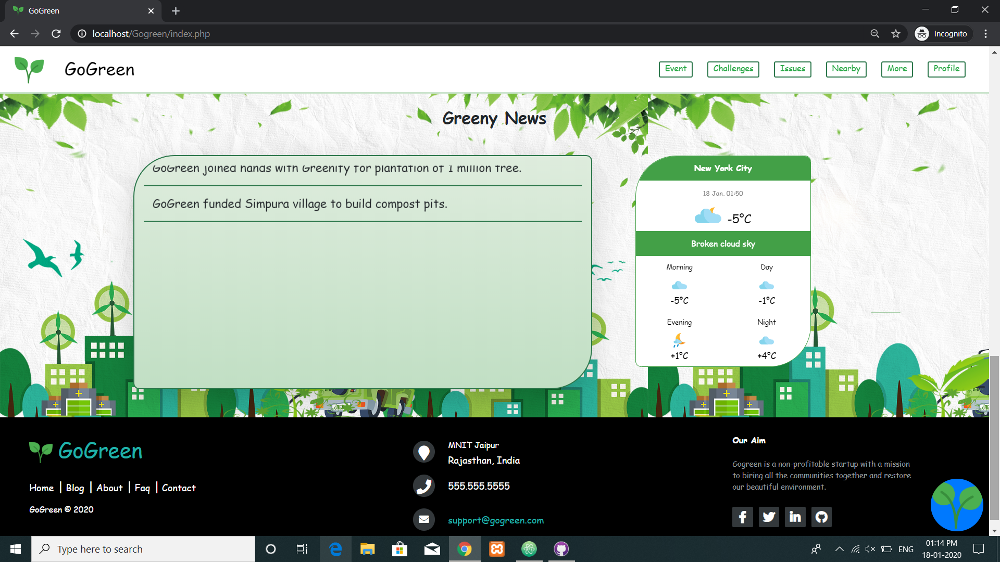 GoGreen
localhost/Gogreen/index.php
Incognito
GoGreen
Event
Challenges
Issues
Nearby
More
Profile
Greeny News
GoGreen joined hands with Greenity for plantation of 1 million tree.
GoGreen funded Simpura village to build compost pits.
New York City
18 Jan, 01:50
-5°C
Broken cloud sky
Morning
Day
-5°C
-1°C
Evening
Night
+1°C
+4°C
GoGreen
Home | Blog | About | Faq | Contact
GoGreen © 2020
MNIT Jaipur
Rajasthan, India
555.555.5555
support@gogreen.com
Our Aim
Gogreen is a non-profitable startup with a mission
to biring all the communities together and restore
our beautiful environment.
Type here to search
ENG
01:14 PM
18-01-2020